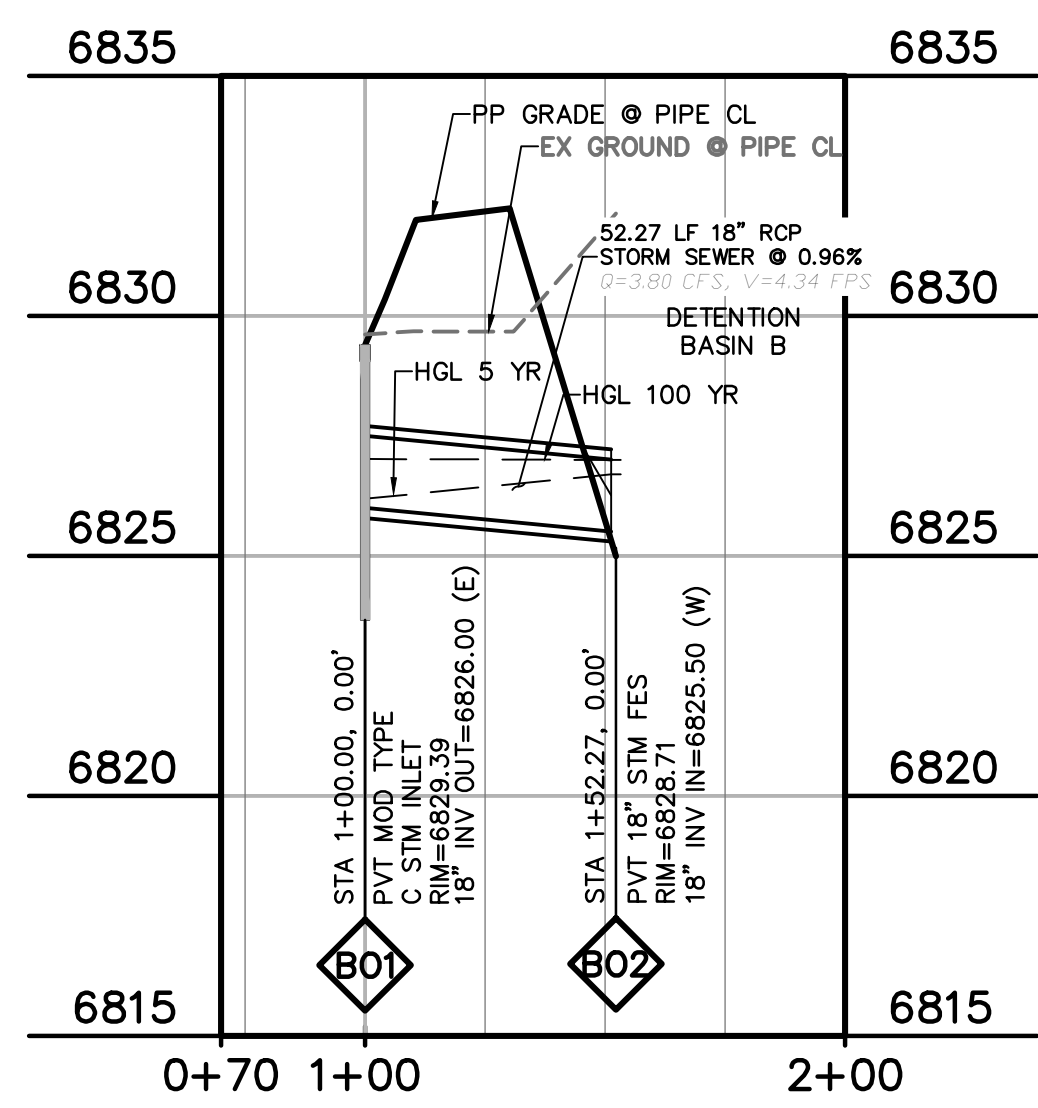 6835
6835
PP GRADE @ PIPE CL
EX GROUND @ PIPE CL
52.27 LF 18" RCP
STORM SEWER @ 0.96%
Q=3.80 CFS, V=4.34 FPS
6830
6830
DETENTION
BASIN B
HGL 5 YR
HGL 100 YR
6825
6825
STA 1+00.00, 0.00'
PVT MOD TYPE
C STM INLET
RIM=6829.39
18" INV OUT=6826.00 (E)
STA 1+52.27, 0.00'
PVT 18" STM FES
RIM=6828.71
18" INV IN=6825.50 (W)
6820
6820
B01
B02
6815
6815
0+70
1+00
2+00